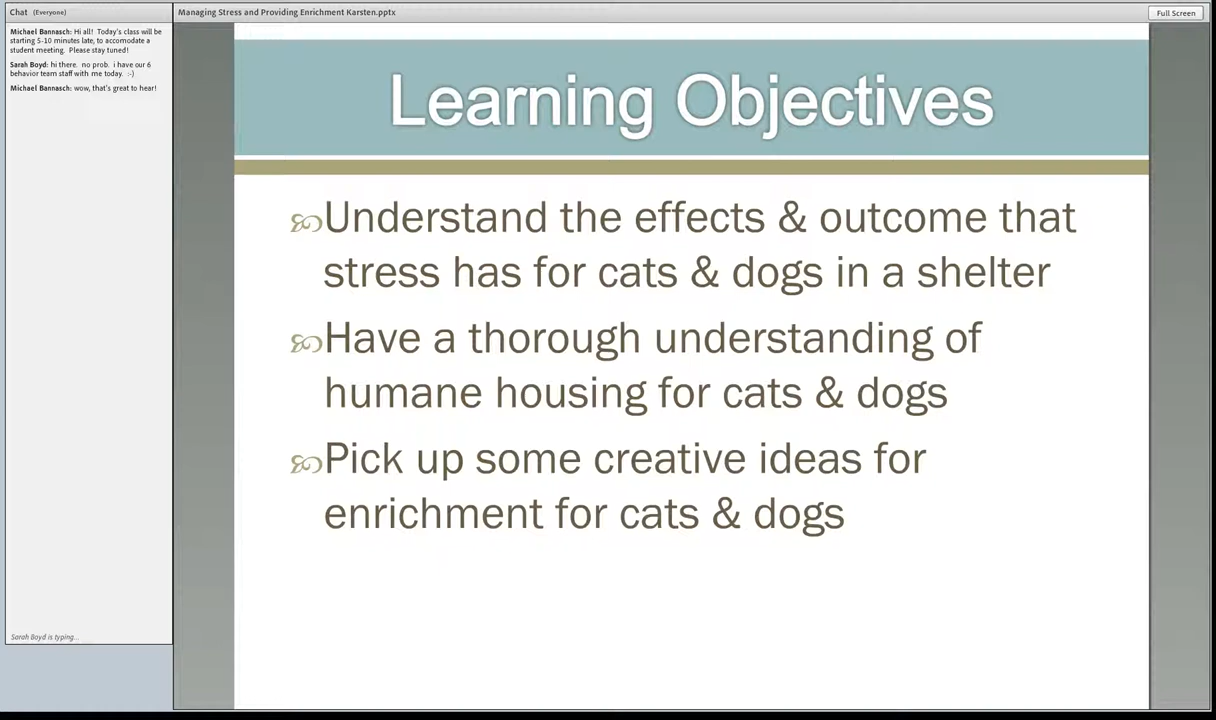 Chat (Everyone)
Michael Bannasch: Hi all! Today's class will be
starting 5-10 minutes late, to accomodate a
student meeting. Please stay tuned!
Sarah Boyd: hi there. no prob. i have our 6
behavior team staff with me today. :-)
Michael Bannasch: wow, that's great to hear!
Sarah Boyd is typing...
Managing Stress and Providing Enrichment Karsten.pptx
Full Screen
Learning Objectives
Understand the effects & outcome that
stress has for cats & dogs in a shelter
Have a thorough understanding of
humane housing for cats & dogs
Pick up some creative ideas for
enrichment for cats & dogs